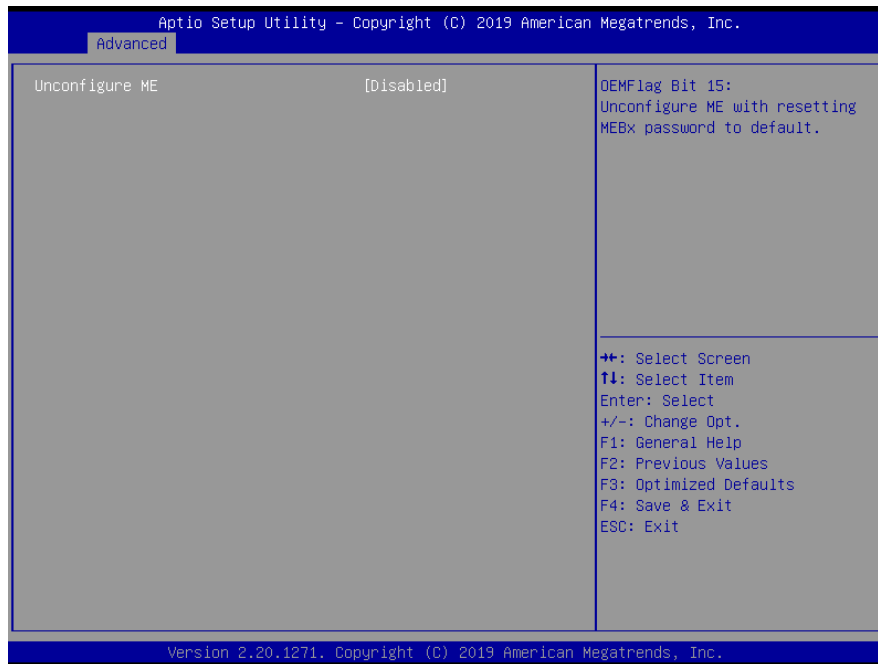 Aptio Setup Utility – Copyright (C) 2019 American Megatrends, Inc.
Advanced
Unconfigure ME [Disabled]
OEMFlag Bit 15:
Unconfigure ME with resetting
MEBx password to default.
→←: Select Screen
↑↓: Select Item
Enter: Select
+/-: Change Opt.
F1: General Help
F2: Previous Values
F3: Optimized Defaults
F4: Save & Exit
ESC: Exit
Version 2.20.1271. Copyright (C) 2019 American Megatrends, Inc.